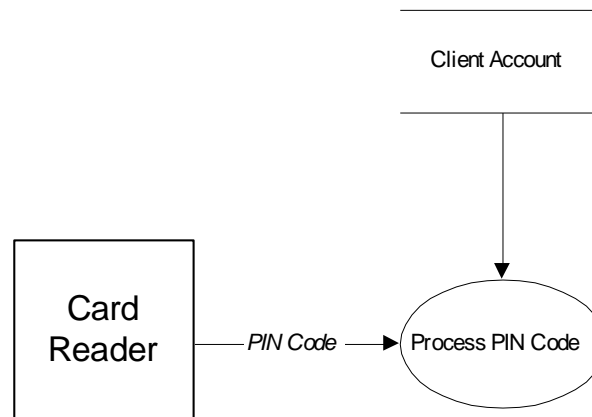 Client Account
Card
Reader
PIN Code
Process PIN Code